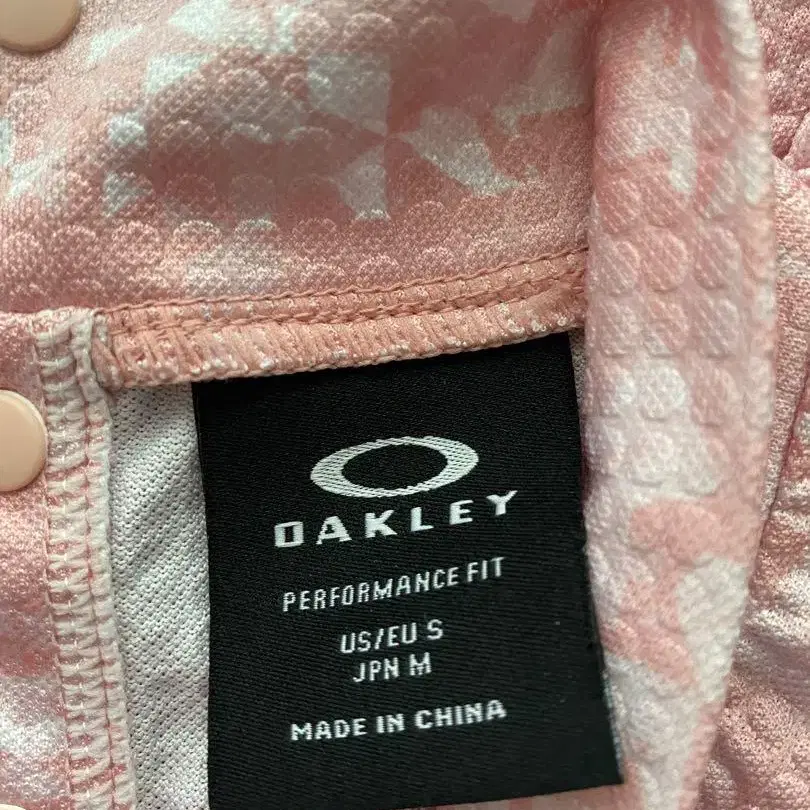 OAKLEY
PERFORMANCE FIT
US/EU S
JPN M
MADE IN CHINA